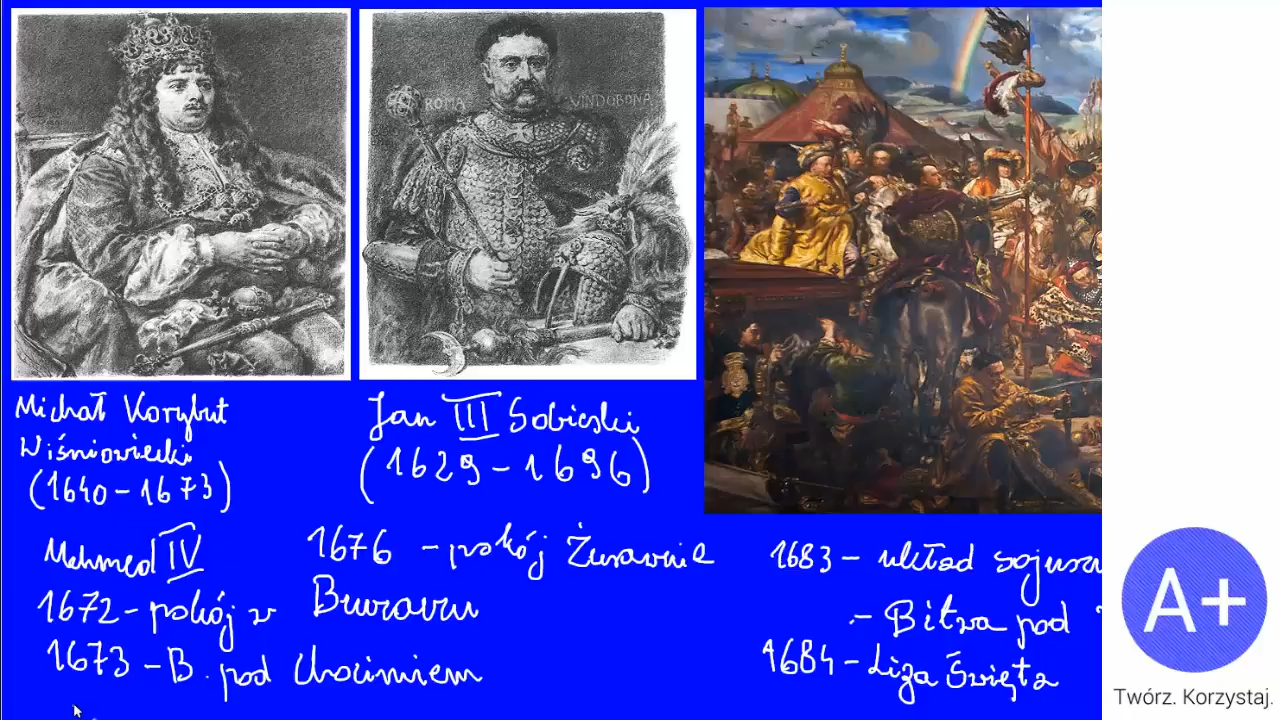 ROMA VINDOBONA
Michał Korybut
Wiśniowiecki
(1640-1673)
Jan III Sobieski
(1629-1696)
Mehmed IV
1672- pokój w Buczaczu
1673 - B. pod Chocimiem
1676 - pokój Żurawnie
1683 - układ sojusz
- Bitwa pod
1684 - Liga Święta
A+
Twórz. Korzystaj.